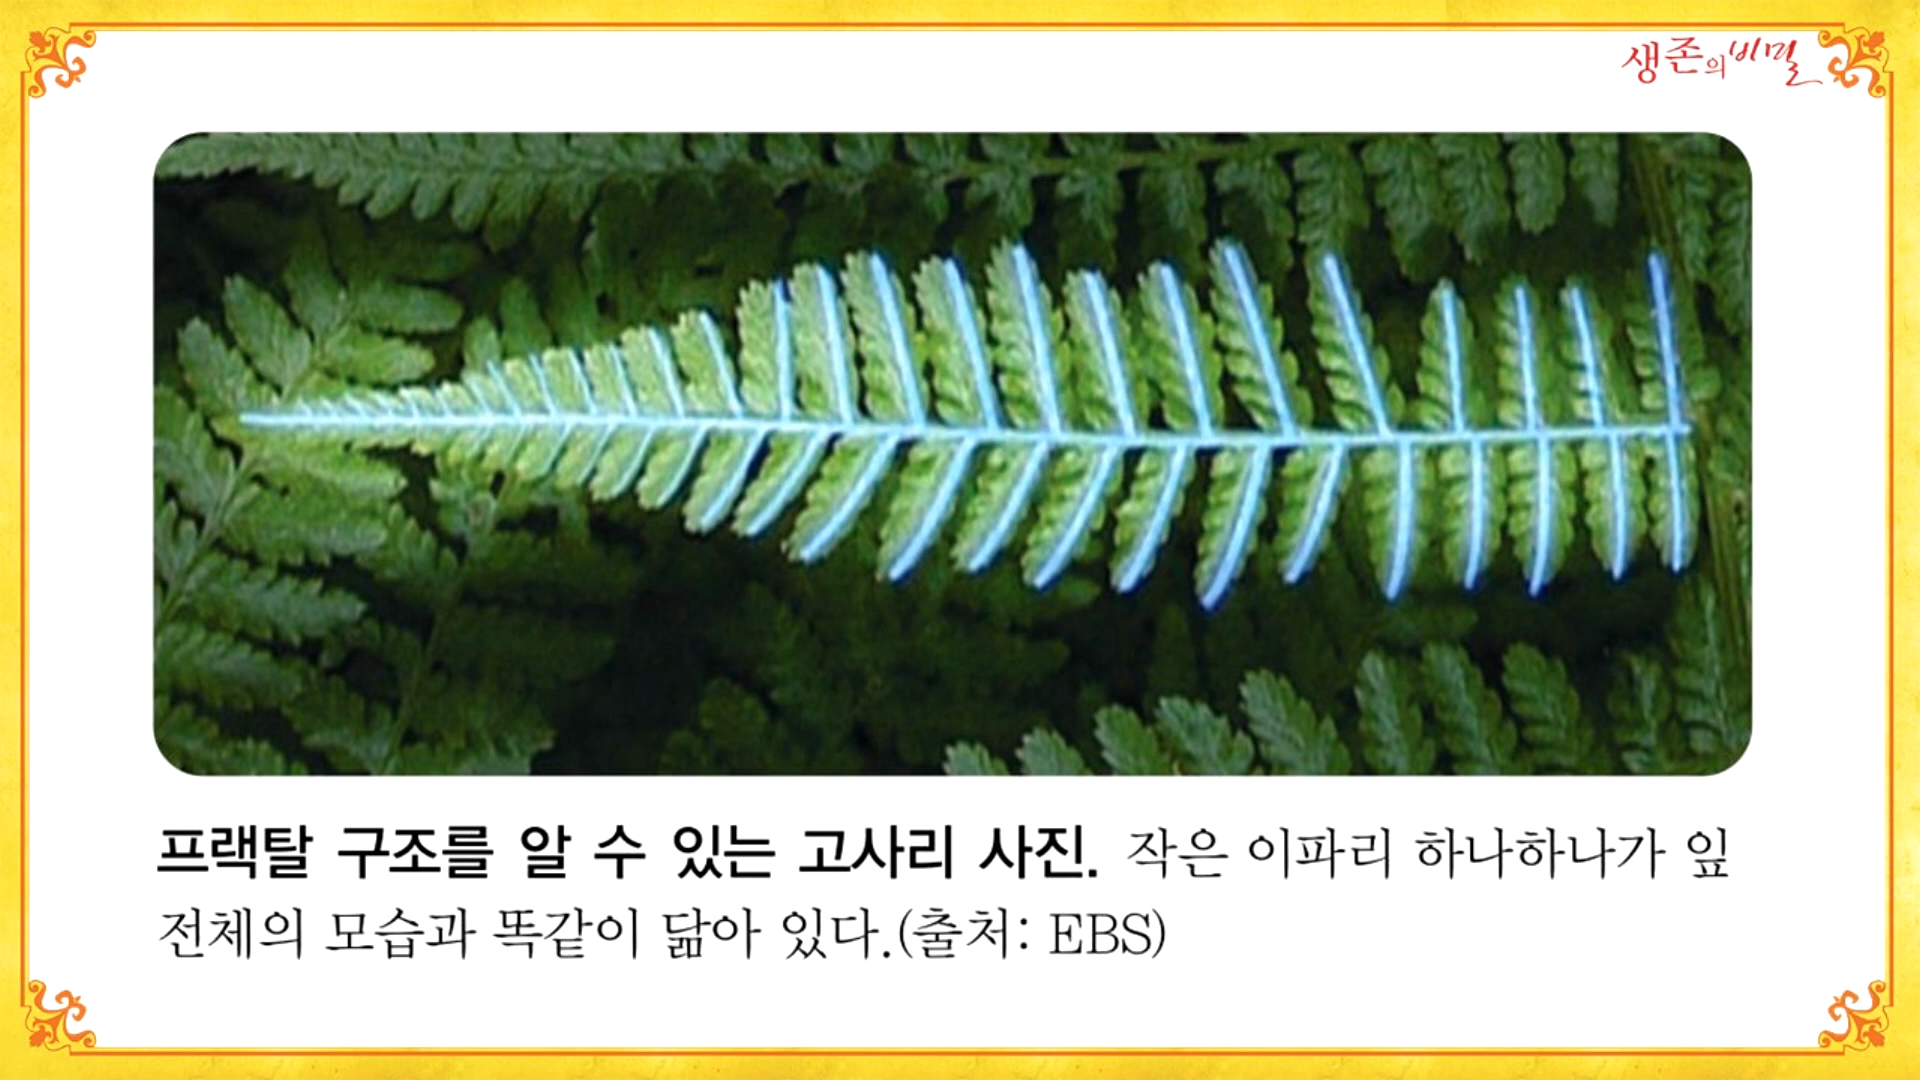 생존의 비밀
프랙탈 구조를 알 수 있는 고사리 사진. 작은 이파리 하나하나가 잎
전체의 모습과 똑같이 닮아 있다.(출처: EBS)